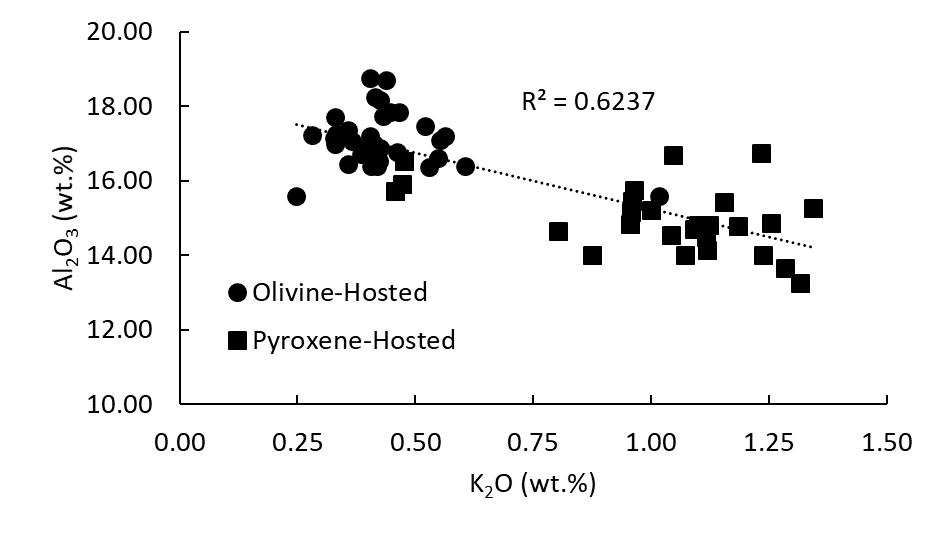 20.00
18.00
16.00
14.00
12.00
10.00
Al₂O₃ (wt.%)
R² = 0.6237
Olivine-Hosted
Pyroxene-Hosted
0.00 0.25 0.50 0.75 1.00 1.25 1.50
K₂O (wt.%)